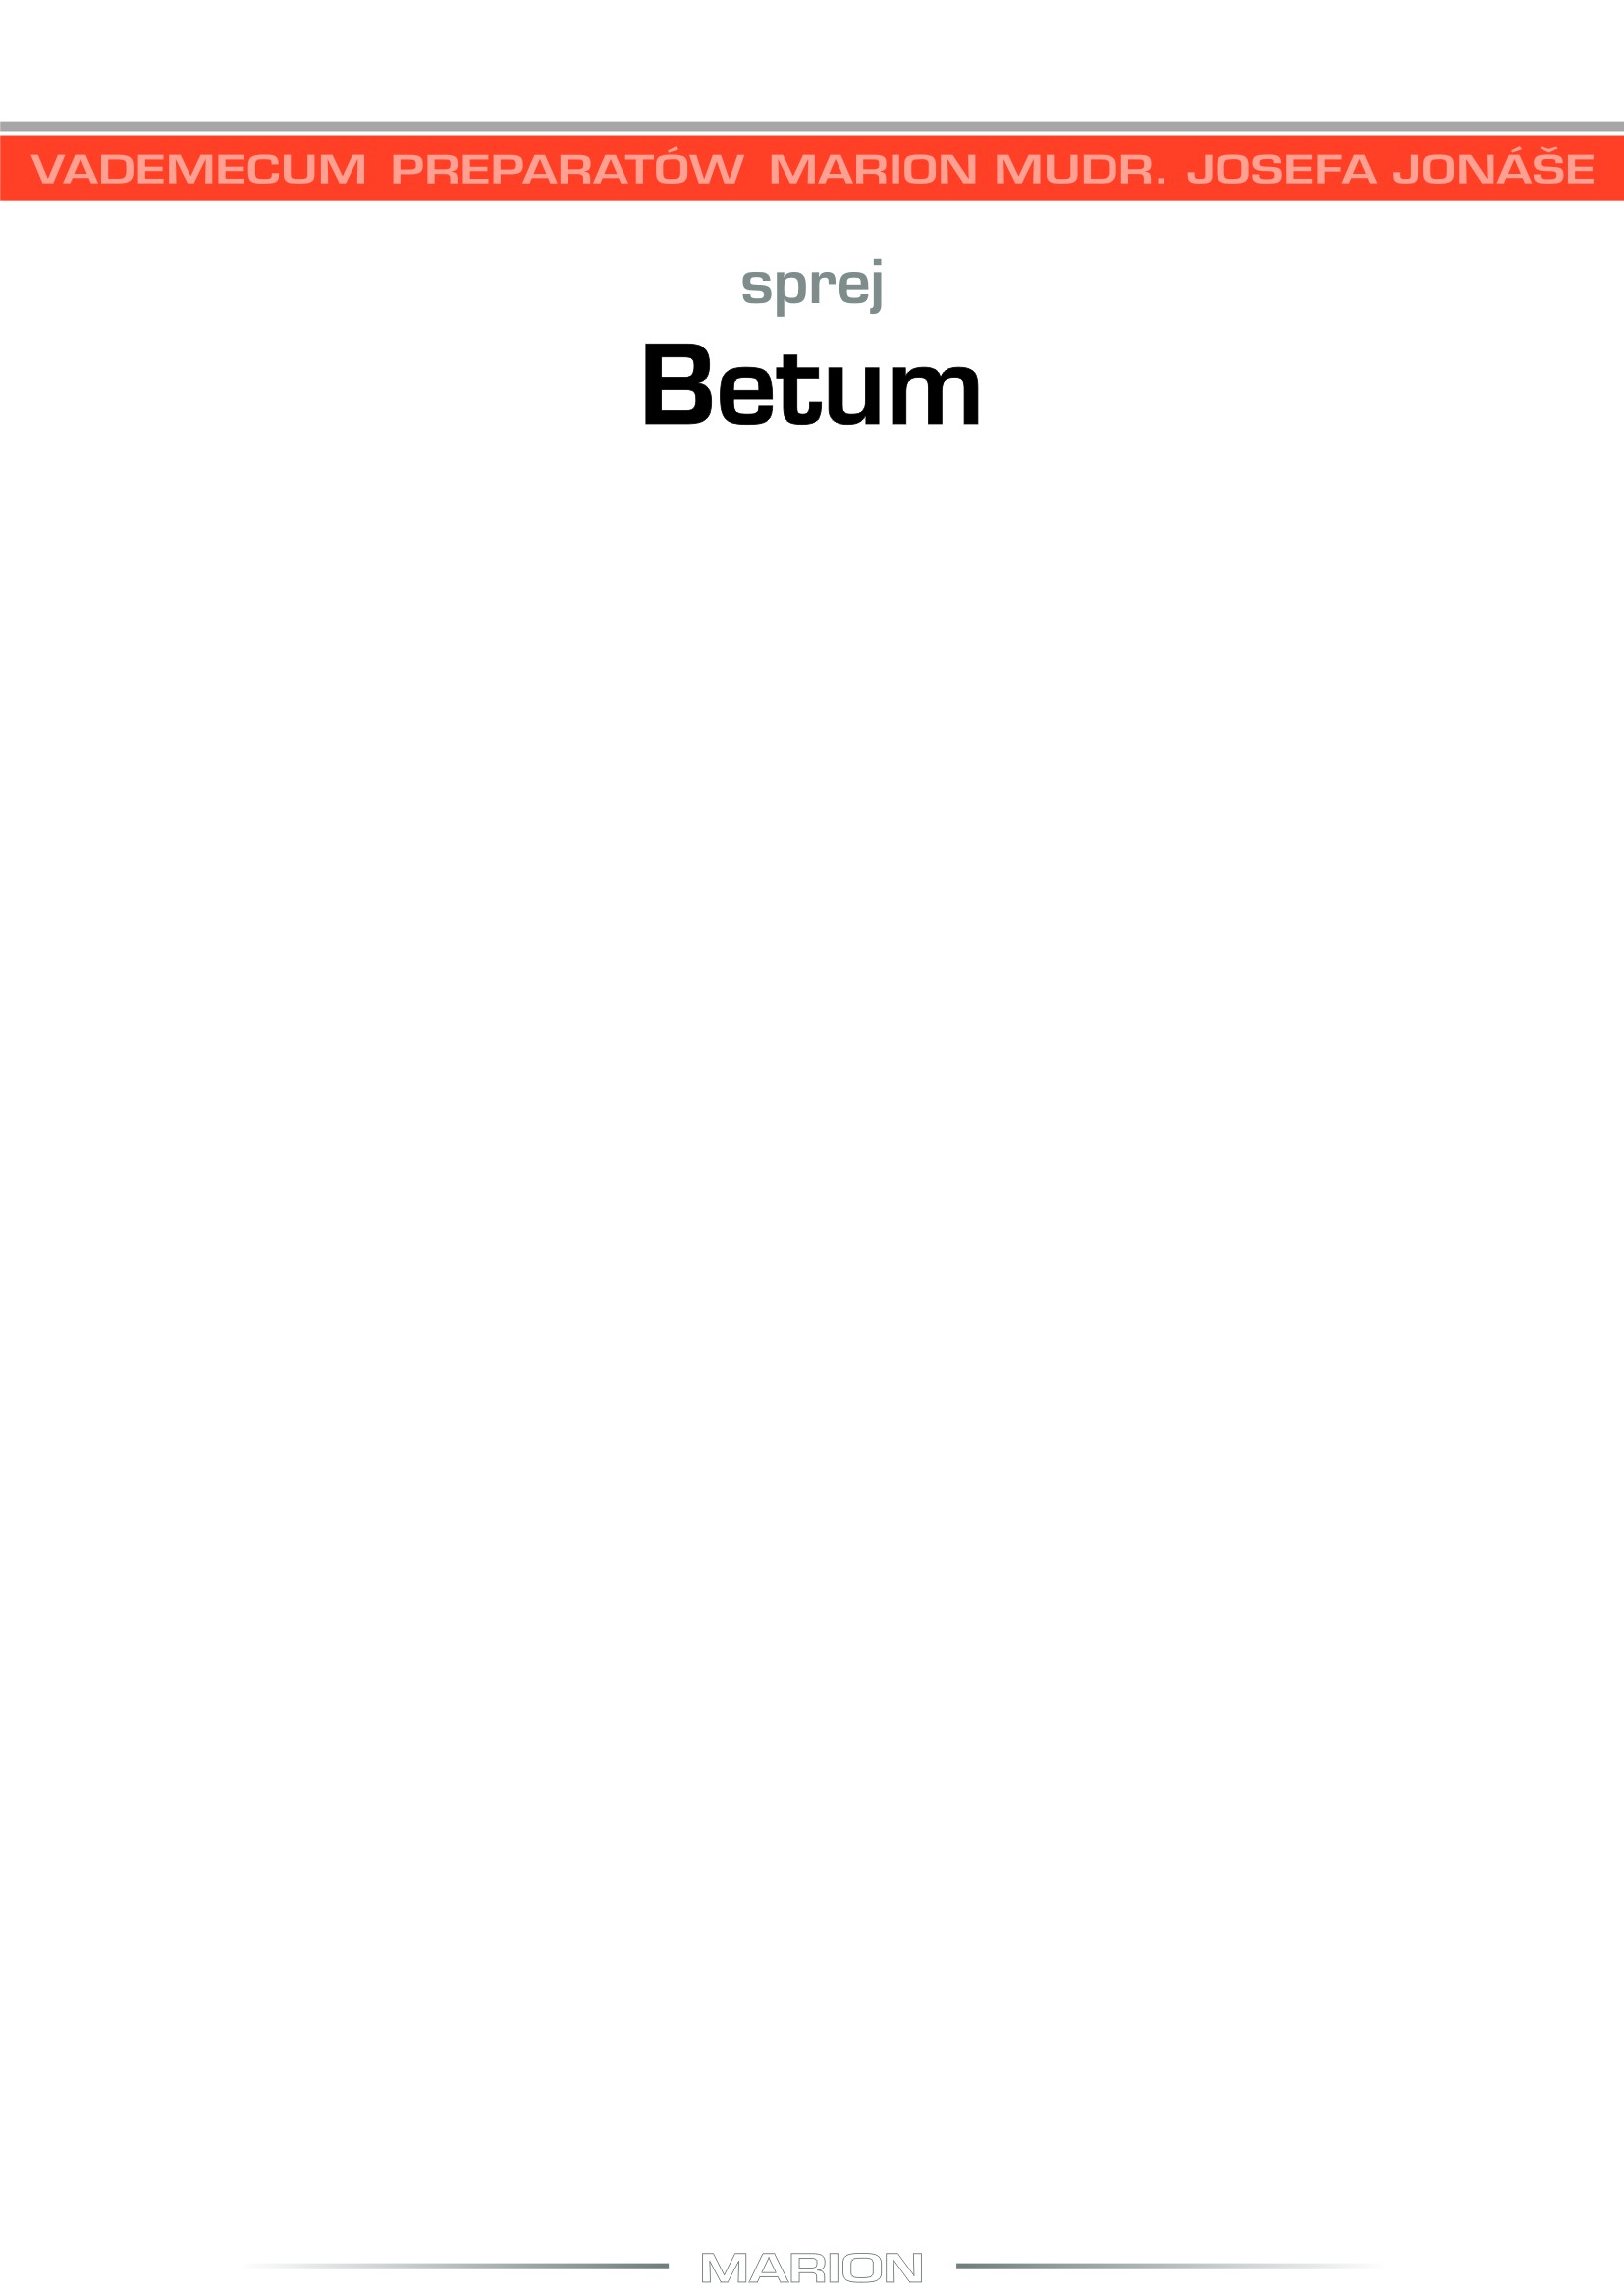 VADEMECUM PREPARATÓW MARION MUDR. JOSEFA JONÁŠE
sprej
Betum
MARION